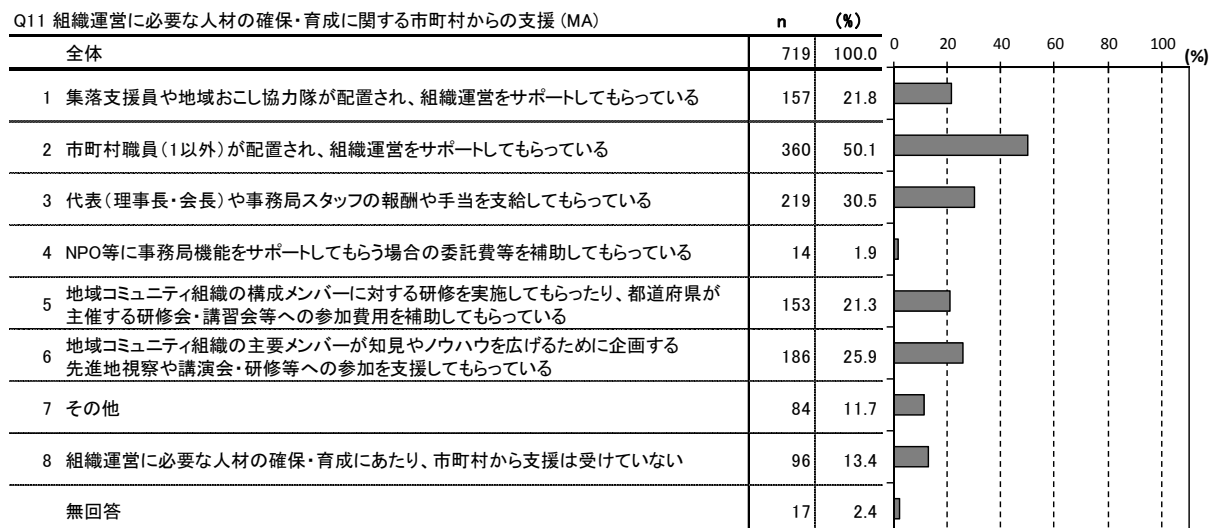 Q11 組織運営に必要な人材の確保・育成に関する市町村からの支援(MA) n (%)
全体 719 100.0 0 20 40 60 80 100 (%)
1 集落支援員や地域おこし協力隊が配置され、組織運営をサポートしてもらっている 157 21.8
2 市町村職員(1以外)が配置され、組織運営をサポートしてもらっている 360 50.1
3 代表(理事長・会長)や事務局スタッフの報酬や手当を支給してもらっている 219 30.5
4 NPO等に事務局機能をサポートしてもらう場合の委託費等を補助してもらっている 14 1.9
5 地域コミュニティ組織の構成メンバーに対する研修を実施してもらったり、都道府県が
主催する研修会・講習会等への参加費用を補助してもらっている 153 21.3
6 地域コミュニティ組織の主要メンバーが知見やノウハウを広げるために企画する
先進地視察や講演会・研修等への参加を支援してもらっている 186 25.9
7 その他 84 11.7
8 組織運営に必要な人材の確保・育成にあたり、市町村から支援は受けていない 96 13.4
無回答 17 2.4